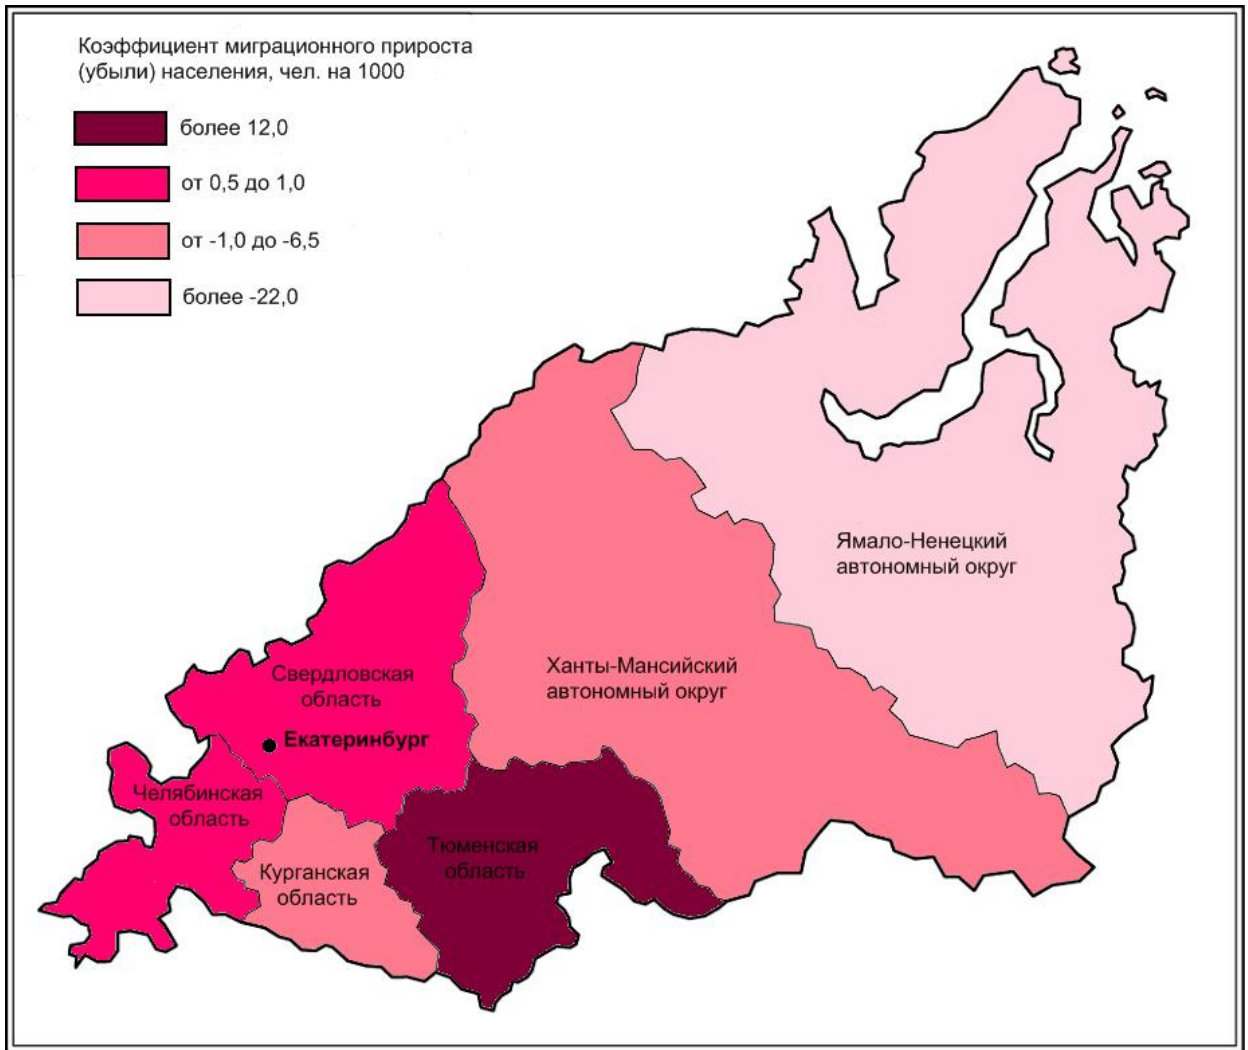 Коэффициент миграционного прироста
(убыли) населения, чел. на 1000
более 12,0
от 0,5 до 1,0
от -1,0 до -6,5
более -22,0
Ямало-Ненецкий
автономный округ
Ханты-Мансийский
автономный округ
Свердловская
область
Екатеринбург
Челябинская
область
Тюменская
область
Курганская
область